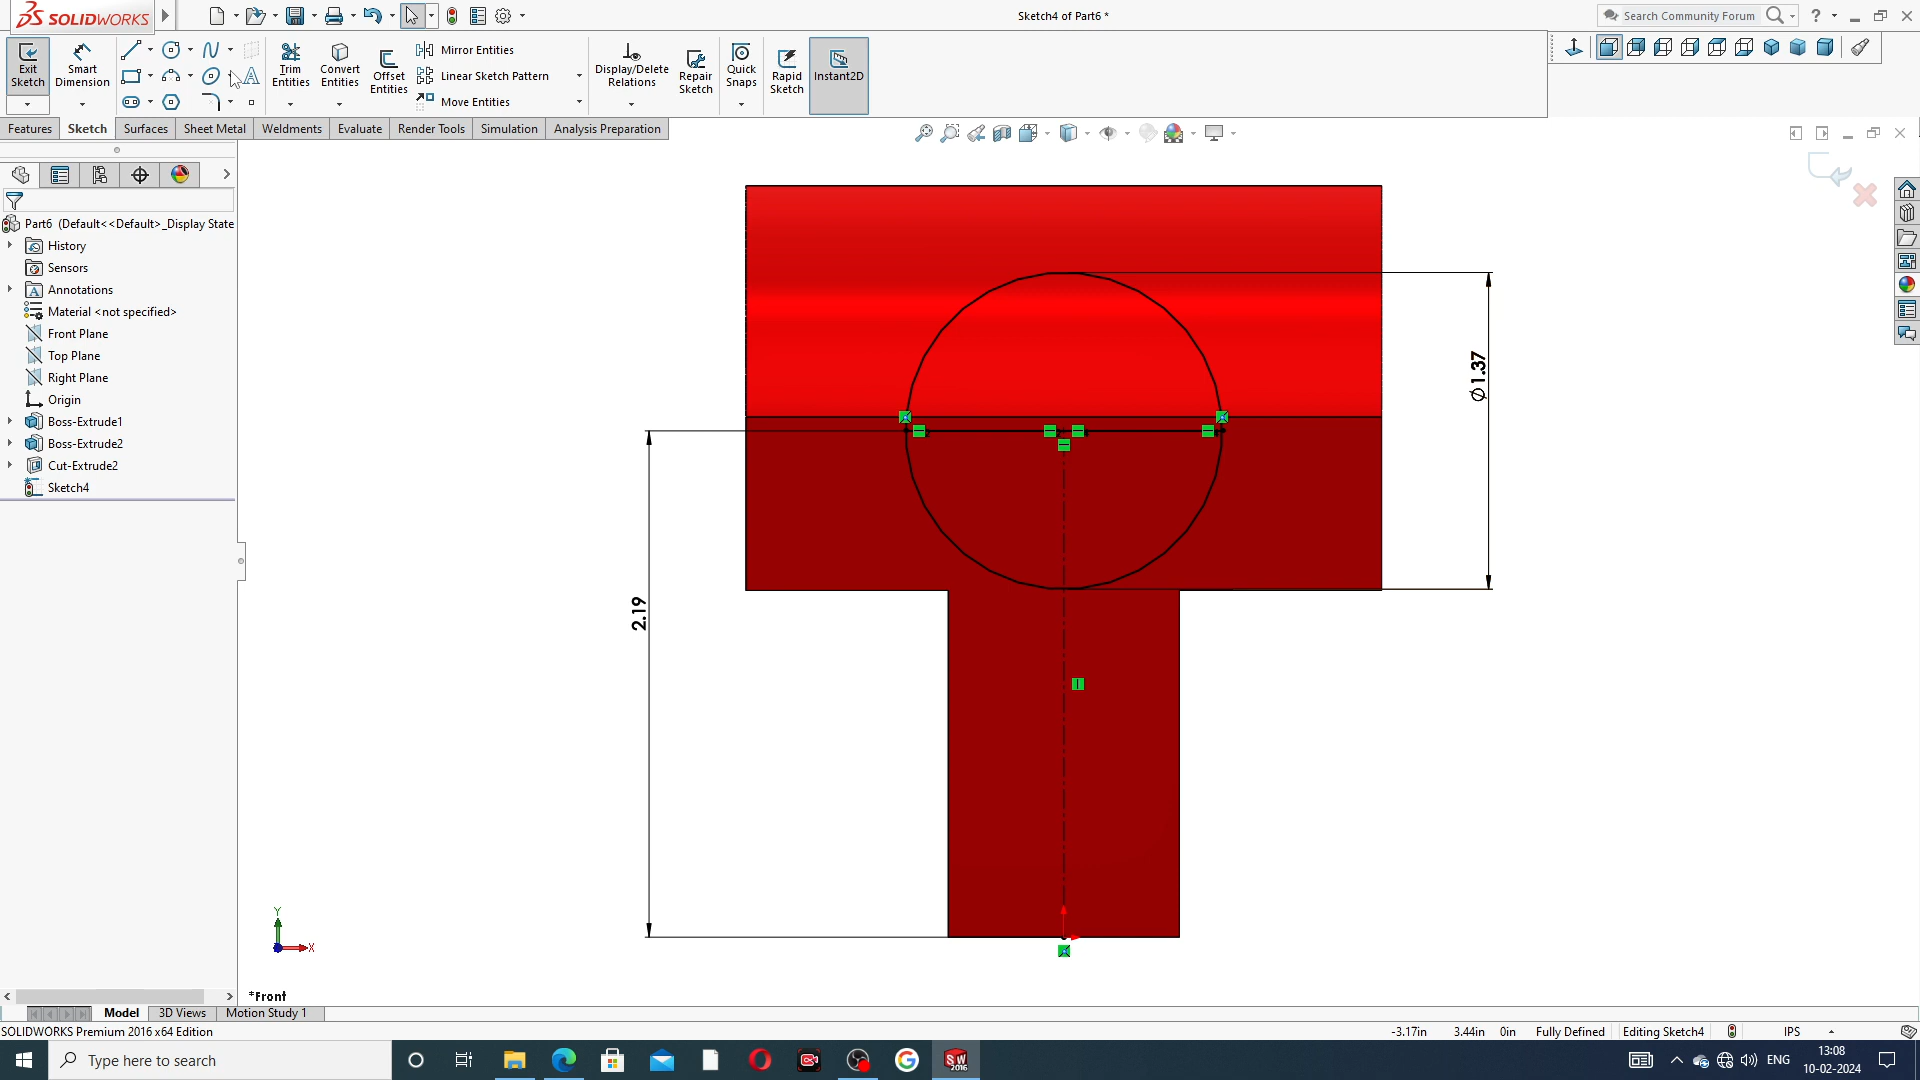 SOLIDWORKS
Sketch4 of Part6 *
Search Community Forum
Exit Sketch
Smart Dimension
Trim Entities
Convert Entities
Offset Entities
Mirror Entities
Linear Sketch Pattern
Move Entities
Display/Delete Relations
Repair Sketch
Quick Snaps
Rapid Sketch
Instant2D
Features Sketch Surfaces Sheet Metal Weldments Evaluate Render Tools Simulation Analysis Preparation
Part6 (Default<<Default>_Display State
History
Sensors
Annotations
Material <not specified>
Front Plane
Top Plane
Right Plane
Origin
Boss-Extrude1
Boss-Extrude2
Cut-Extrude2
Sketch4
∅1.37
2.19
Y
X
*Front
Model 3D Views Motion Study 1
SOLIDWORKS Premium 2016 x64 Edition
-3.17in 3.44in 0in Fully Defined Editing Sketch4 IPS
Type here to search
SW 2016
ENG
13:08
10-02-2024